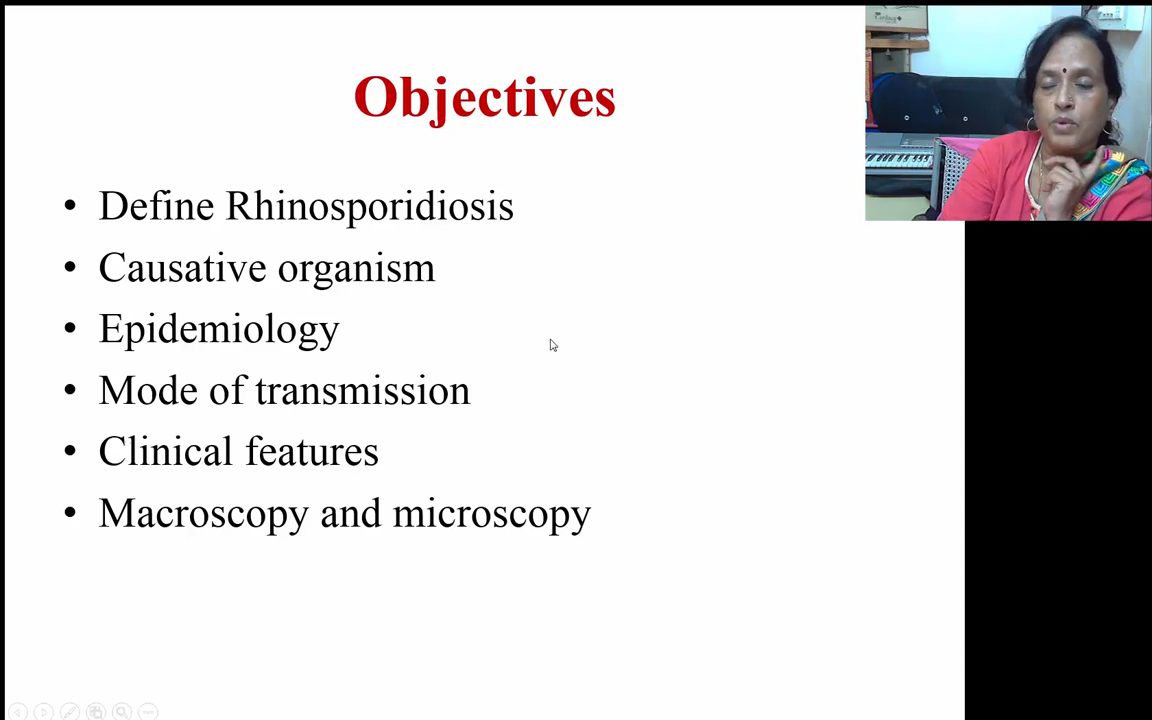 Objectives
• Define Rhinosporidiosis
• Causative organism
• Epidemiology
• Mode of transmission
• Clinical features
• Macroscopy and microscopy